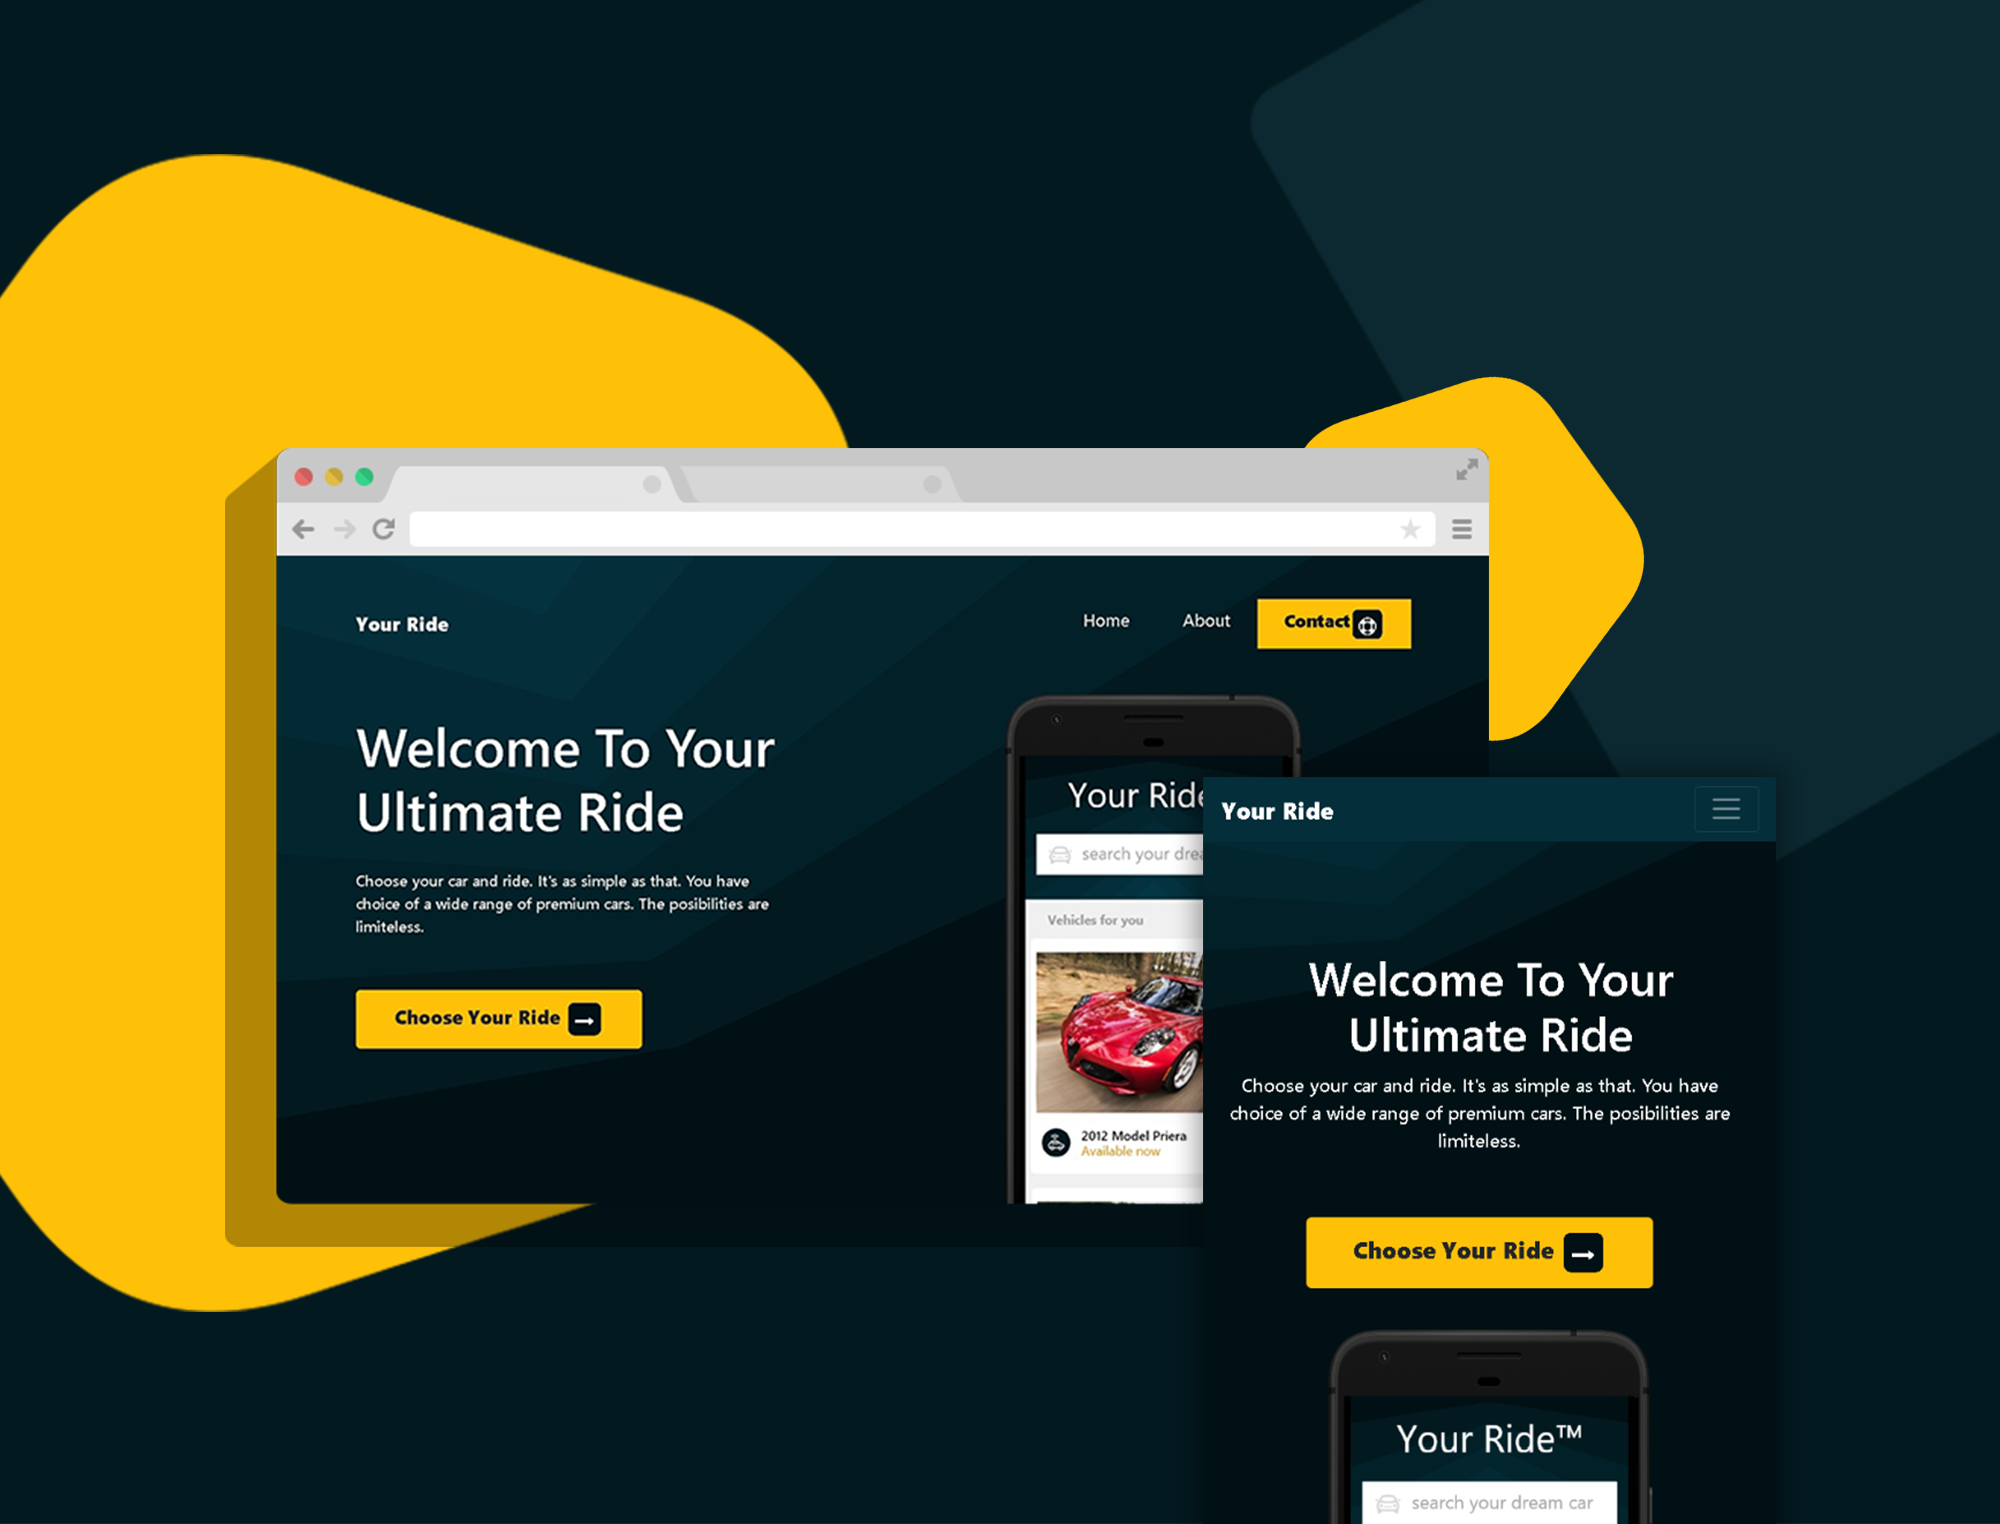 Your Ride
Home
About
Contact
Welcome To Your
Ultimate Ride
Choose your car and ride. It's as simple as that. You have
choice of a wide range of premium cars. The posibilities are
limiteless.
Choose Your Ride
Your Ride
search your drea
Vehicles for you
2012 Model Priera
Available now
Your Ride
Welcome To Your
Ultimate Ride
Choose your car and ride. It's as simple as that. You have
choice of a wide range of premium cars. The posibilities are
limiteless.
Choose Your Ride
Your Ride™
search your dream car